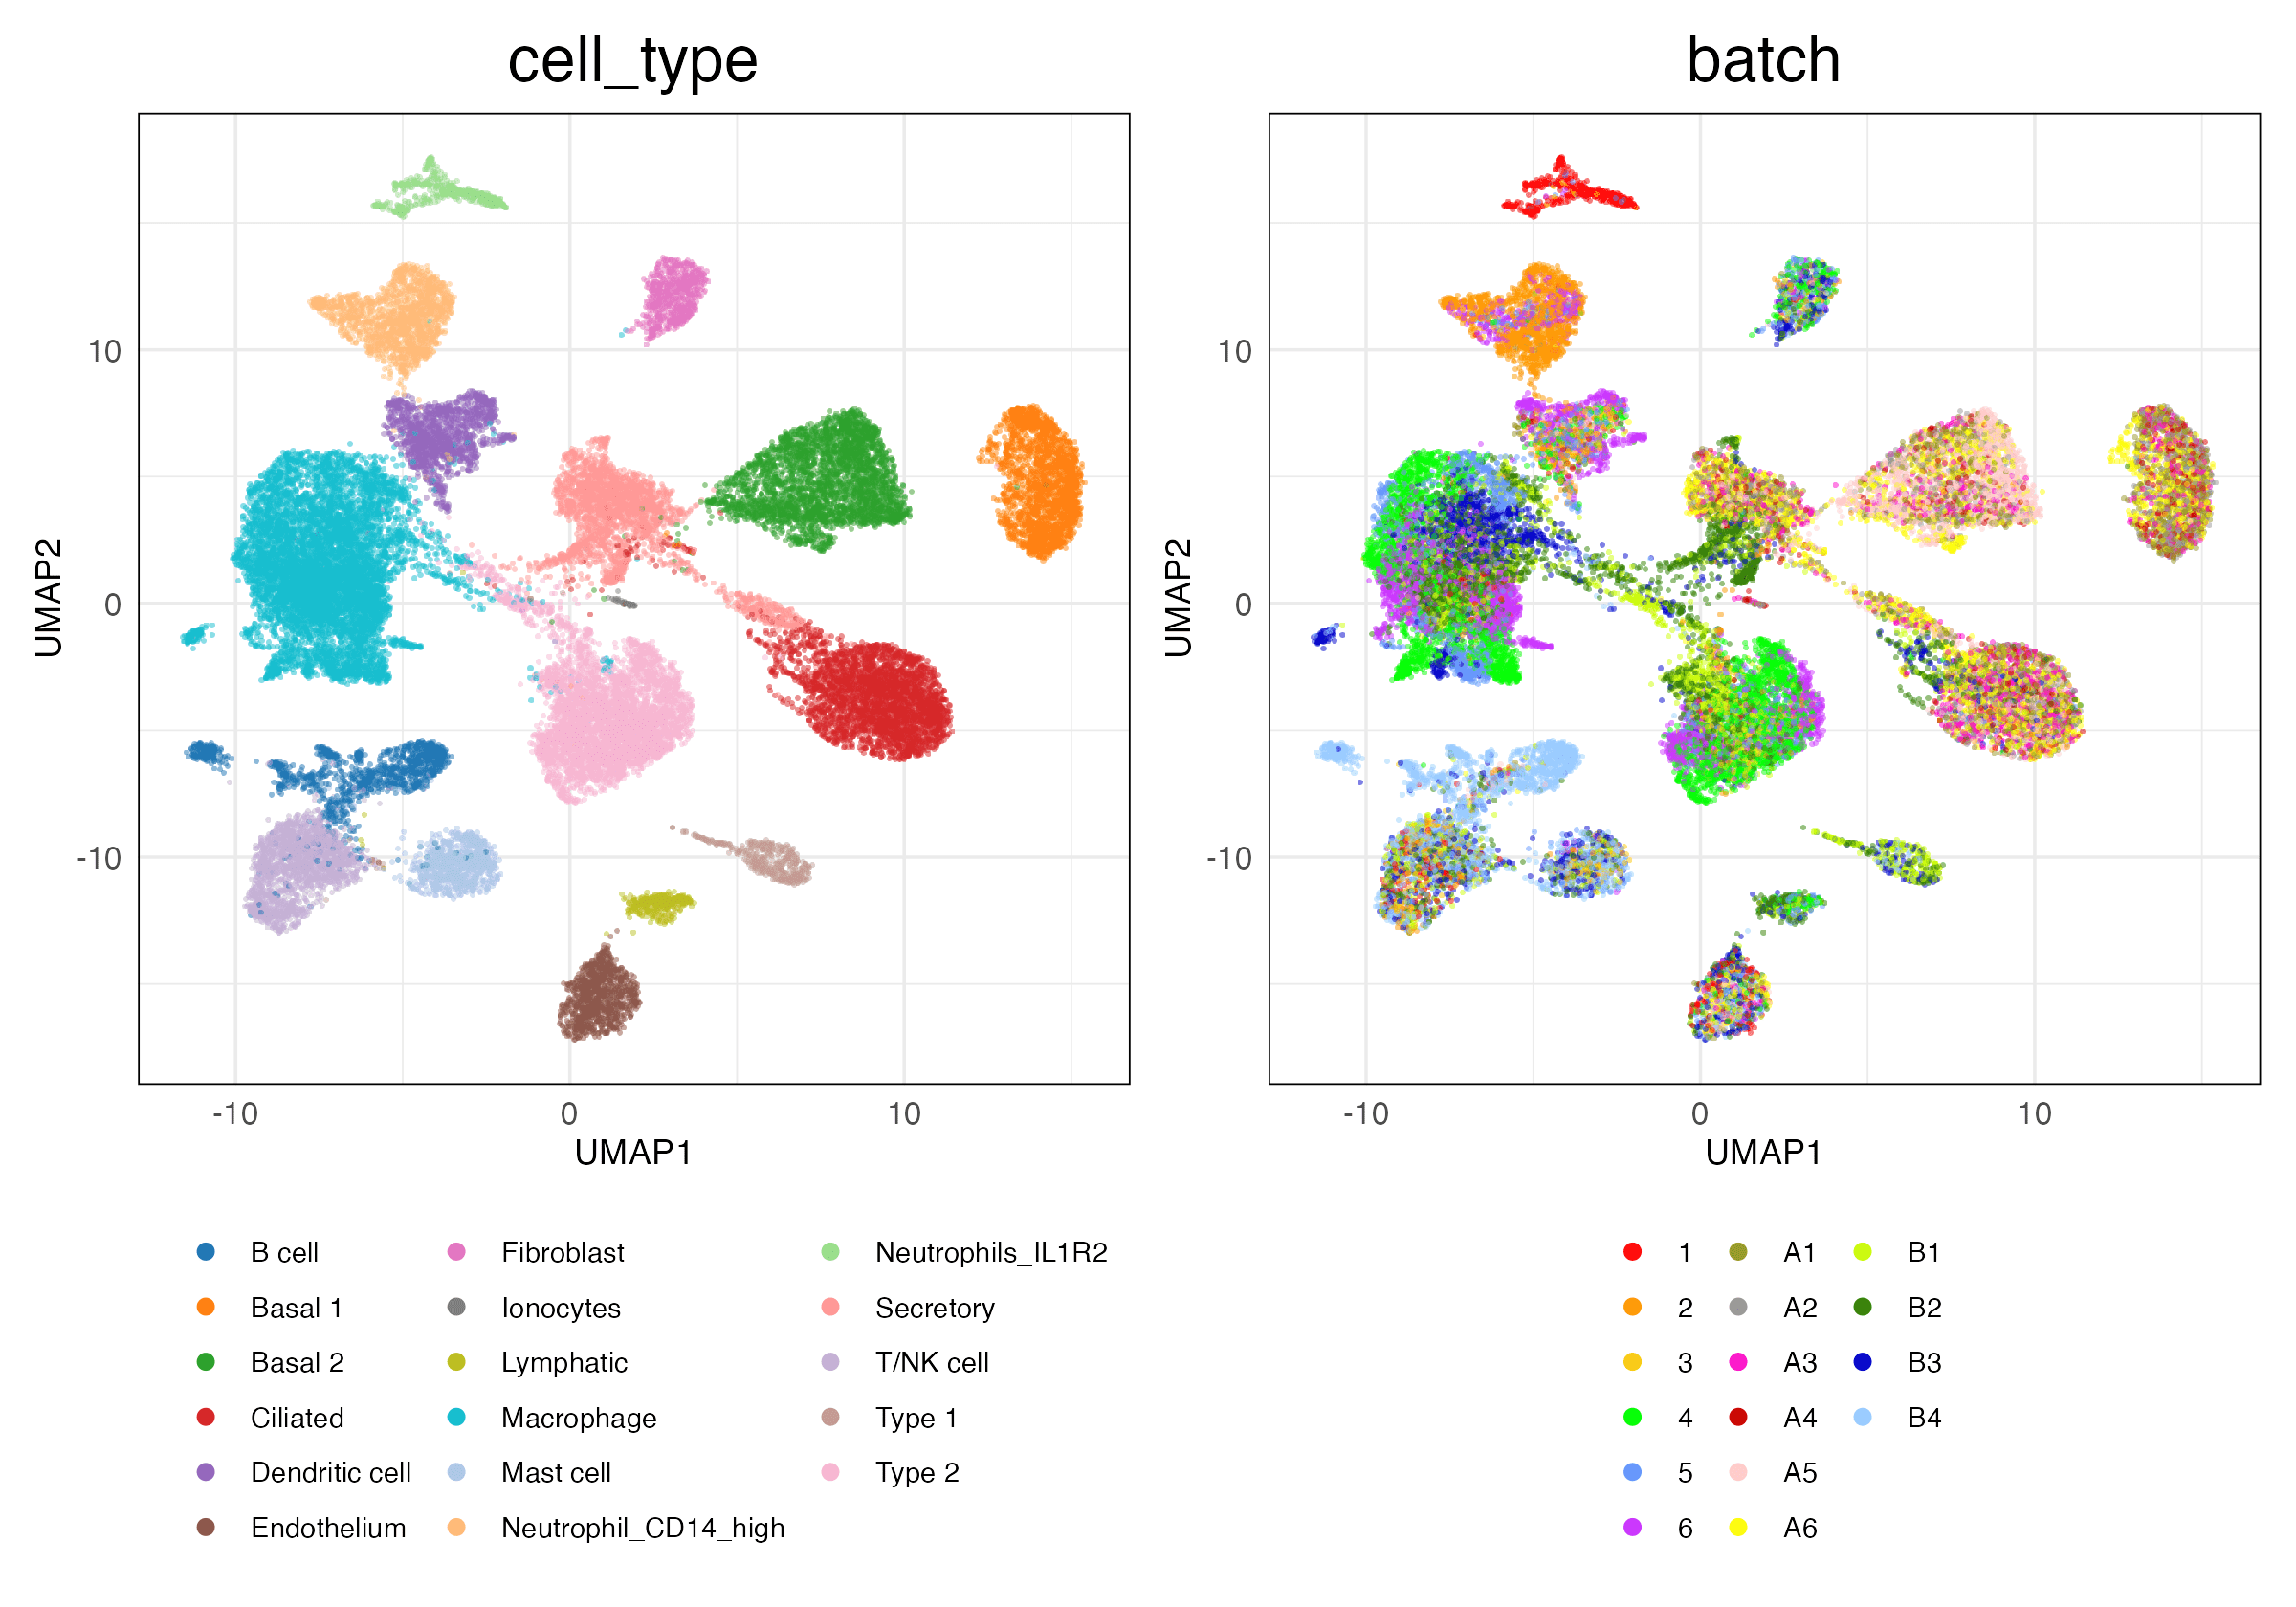 cell_type
UMAP2
10
0
-10
-10
0
10
UMAP1
B cell
Basal 1
Basal 2
Ciliated
Dendritic cell
Endothelium
Fibroblast
Ionocytes
Lymphatic
Macrophage
Mast cell
Neutrophil_CD14_high
Neutrophils_IL1R2
Secretory
T/NK cell
Type 1
Type 2
batch
UMAP2
10
0
-10
-10
0
10
UMAP1
1
2
3
4
5
6
A1
A2
A3
A4
A5
A6
B1
B2
B3
B4